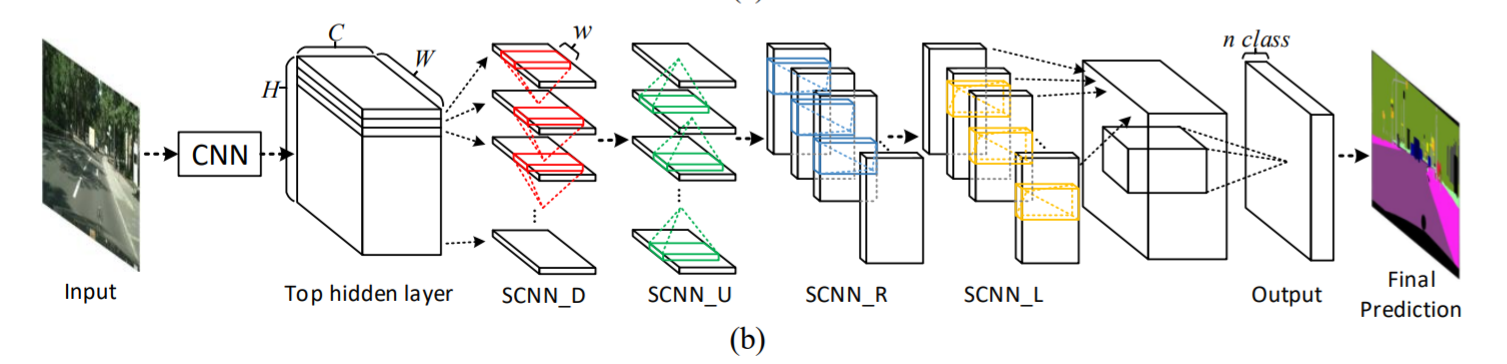 C
W
H
w
n class
CNN
Input
Top hidden layer
SCNN_D
SCNN_U
SCNN_R
SCNN_L
Output
Final
Prediction
(b)